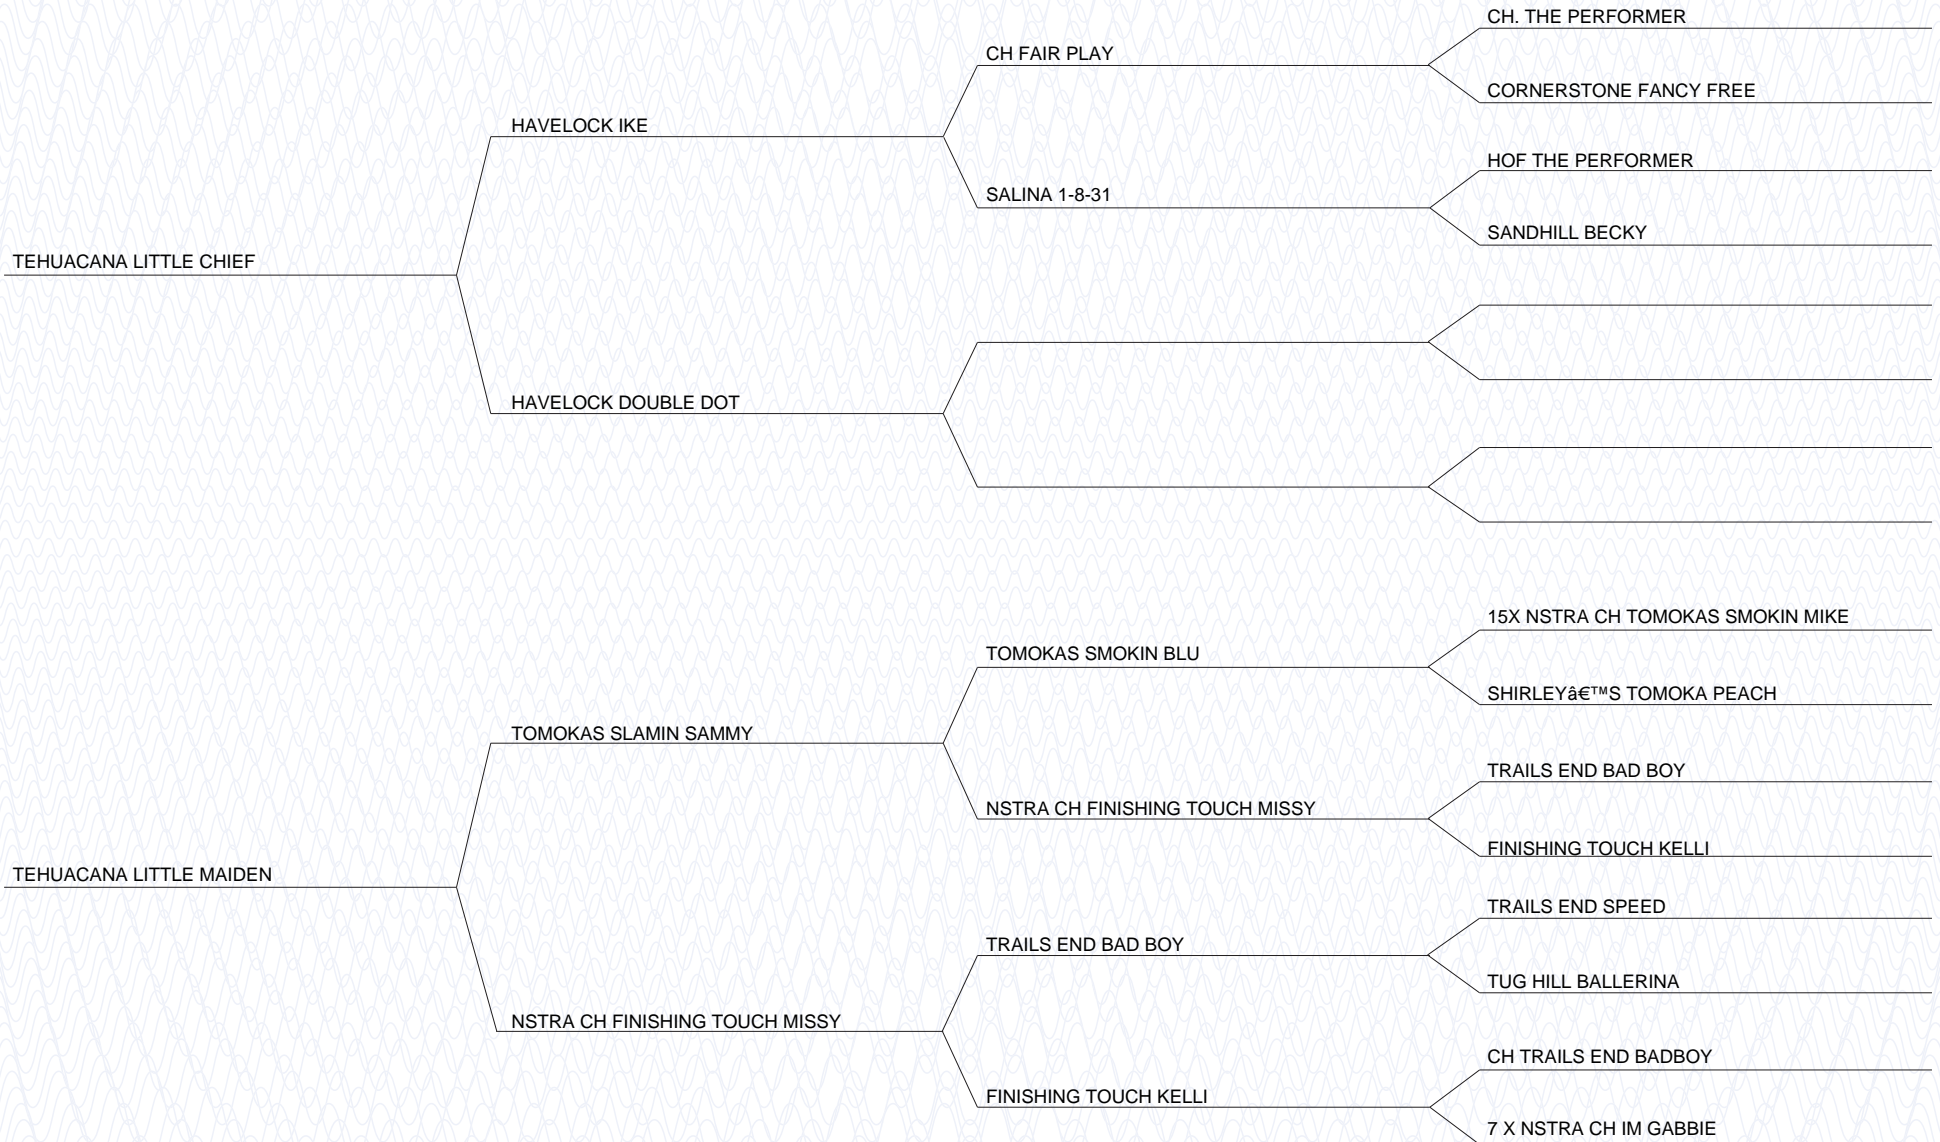 CH. THE PERFORMER
CH FAIR PLAY
CORNERSTONE FANCY FREE
HAVELOCK IKE
HOF THE PERFORMER
SALINA 1-8-31
SANDHILL BECKY
TEHUACANA LITTLE CHIEF
HAVELOCK DOUBLE DOT
15X NSTRA CH TOMOKAS SMOKIN MIKE
TOMOKAS SMOKIN BLU
SHIRLEYâ€™S TOMOKA PEACH
TOMOKAS SLAMIN SAMMY
TRAILS END BAD BOY
NSTRA CH FINISHING TOUCH MISSY
FINISHING TOUCH KELLI
TEHUACANA LITTLE MAIDEN
TRAILS END SPEED
TRAILS END BAD BOY
TUG HILL BALLERINA
NSTRA CH FINISHING TOUCH MISSY
CH TRAILS END BADBOY
FINISHING TOUCH KELLI
7 X NSTRA CH IM GABBIE